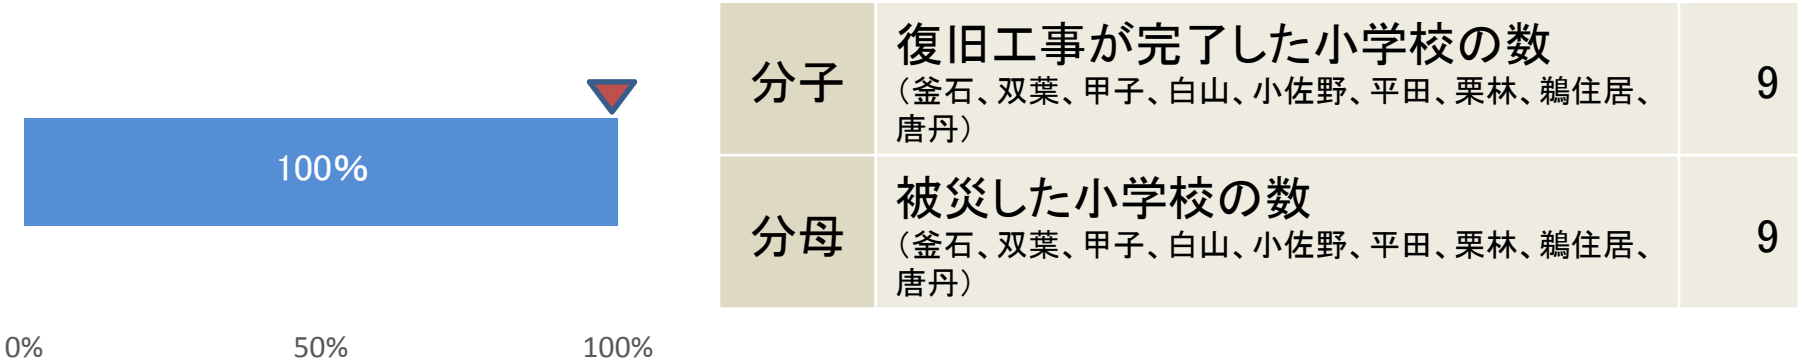 100%
0%
50%
100%
分子
復旧工事が完了した小学校の数
（釜石、双葉、甲子、白山、小佐野、平田、栗林、鵜住居、
唐丹）
9
分母
被災した小学校の数
（釜石、双葉、甲子、白山、小佐野、平田、栗林、鵜住居、
唐丹）
9